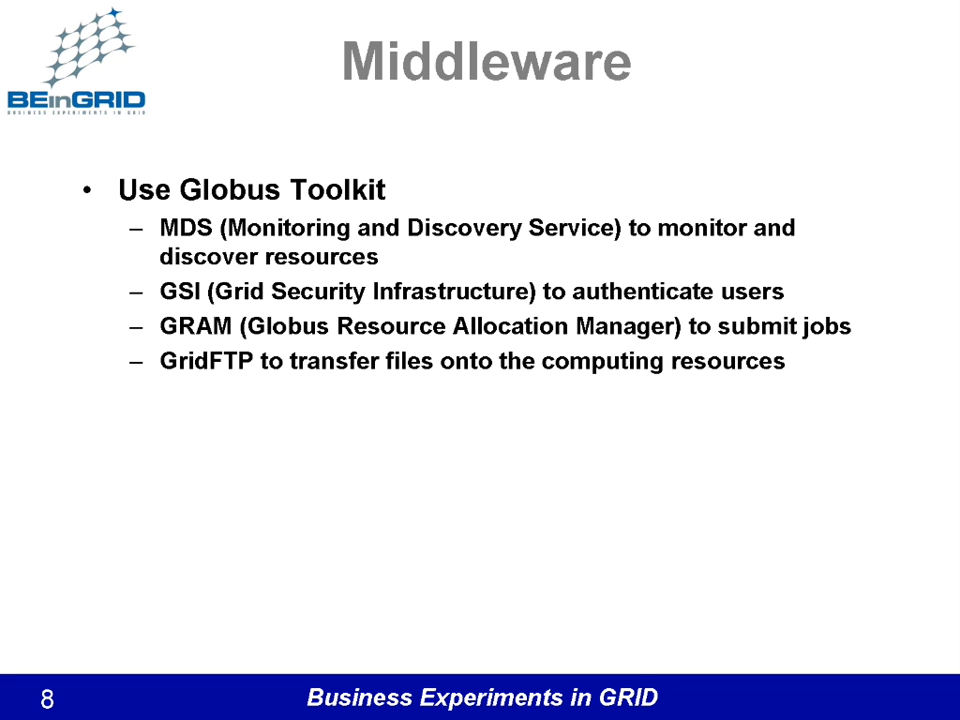 Middleware
BEinGRID
BUSINESS EXPERIMENTS IN GRID
• Use Globus Toolkit
– MDS (Monitoring and Discovery Service) to monitor and
discover resources
– GSI (Grid Security Infrastructure) to authenticate users
– GRAM (Globus Resource Allocation Manager) to submit jobs
– GridFTP to transfer files onto the computing resources
8
Business Experiments in GRID